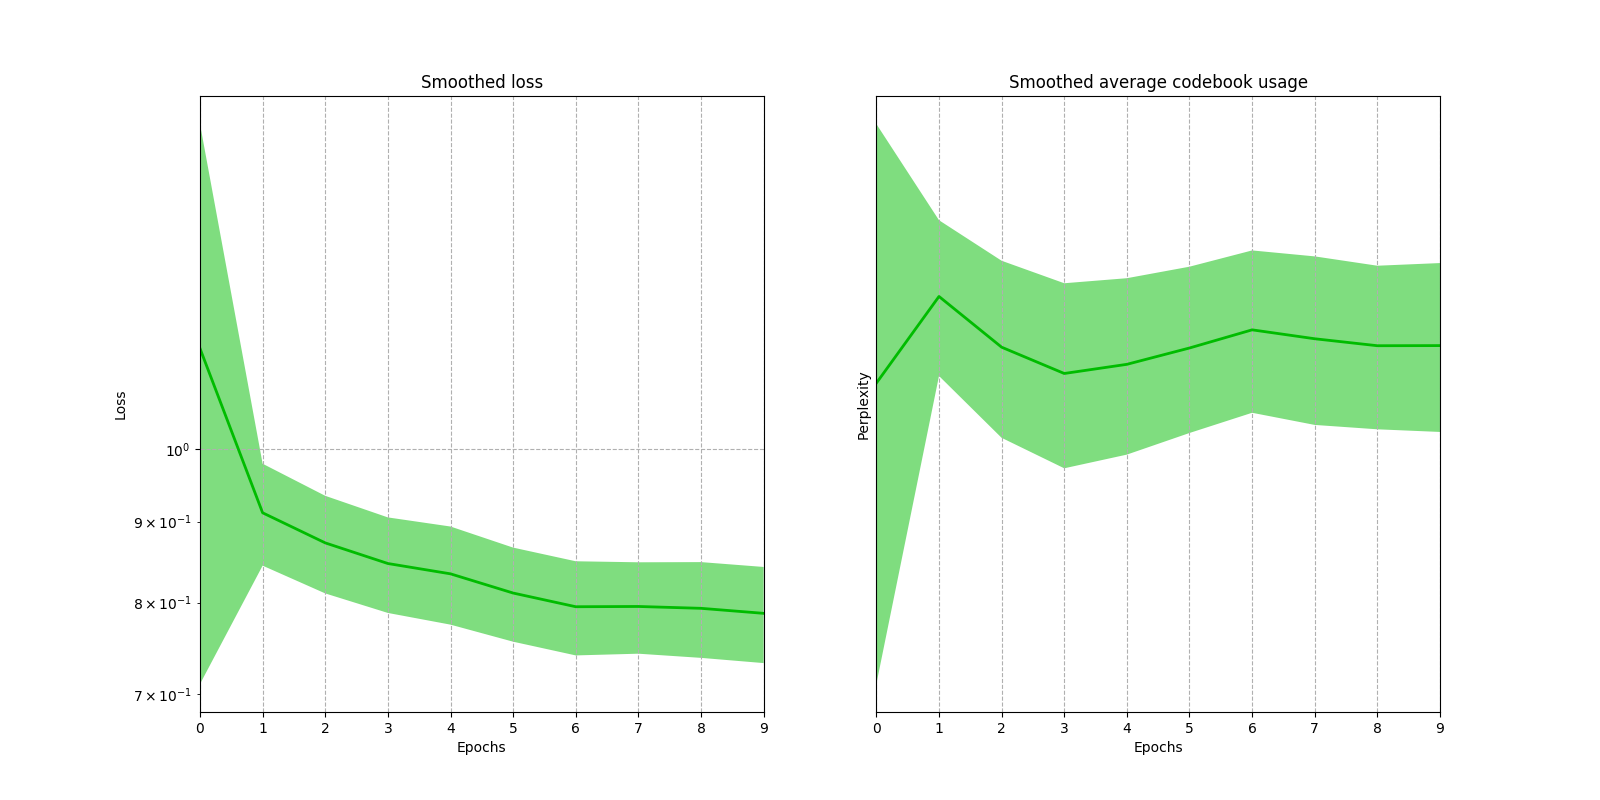 Smoothed loss
Loss
10⁰
9 × 10⁻¹
8 × 10⁻¹
7 × 10⁻¹
0 1 2 3 4 5 6 7 8 9
Epochs
Smoothed average codebook usage
Perplexity
0 1 2 3 4 5 6 7 8 9
Epochs